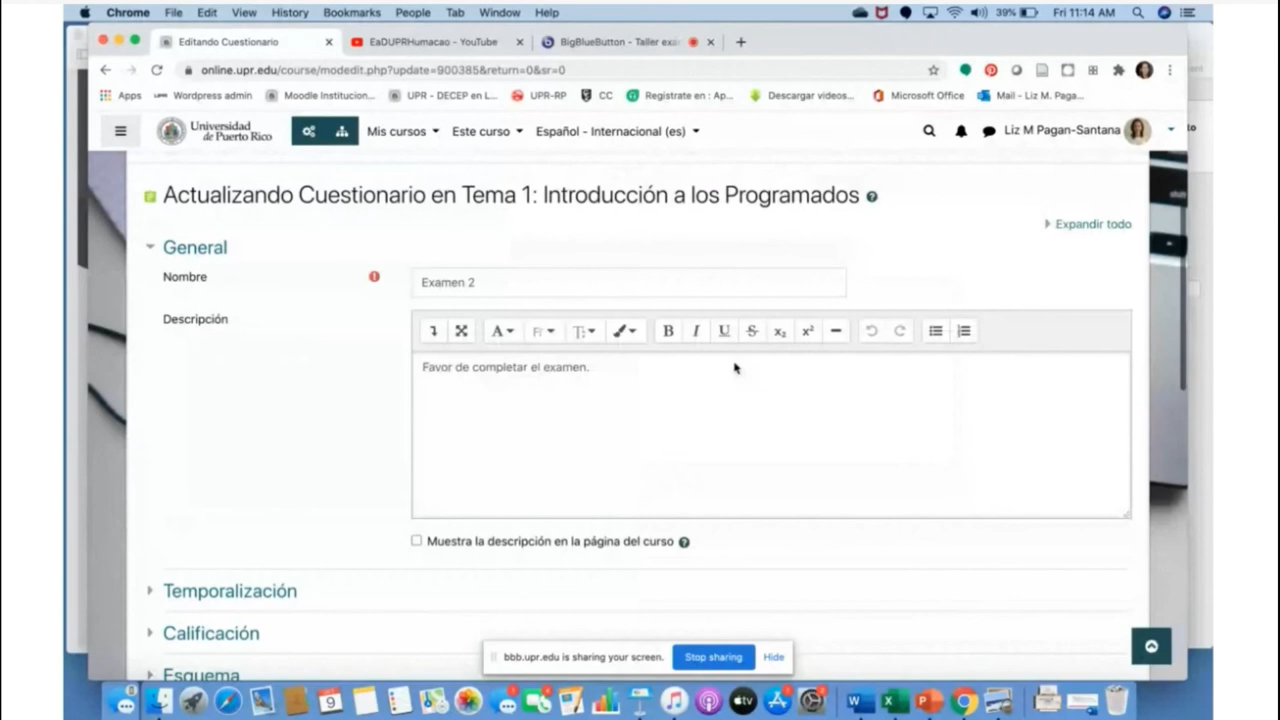 Chrome File Edit View History Bookmarks People Tab Window Help 39% Fri 11:14 AM
Editando Cuestionario EaDUPRHumacao - YouTube BigBlueButton - Taller exa
online.upr.edu/course/modedit.php?update=900385&return=0&sr=0
Apps Wordpress admin Moodle Institucion... UPR - DECEP en L... UPR-RP CC Registrate en : Ap... Descargar videos... Microsoft Office Mail - Liz M. Paga...
Universidad
de Puerto Rico
Mis cursos Este curso Español - Internacional (es) Liz M Pagan-Santana
Actualizando Cuestionario en Tema 1: Introducción a los Programados
Expandir todo
General
Nombre
Examen 2
Descripción
Favor de completar el examen.
Muestra la descripción en la página del curso
Temporalización
Calificación
Esquema
bbb.upr.edu is sharing your screen. Stop sharing Hide
9